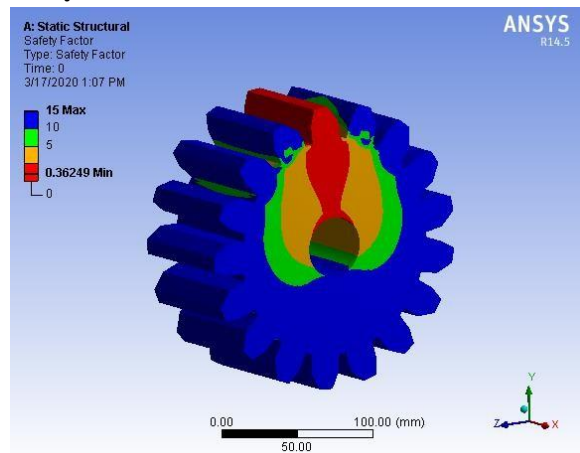 A: Static Structural
Safety Factor
Type: Safety Factor
Time: 0
3/17/2020 1:07 PM
15 Max
10
5
0.36249 Min
0
ANSYS
R14.5
0.00
100.00 (mm)
50.00
Y
Z
X